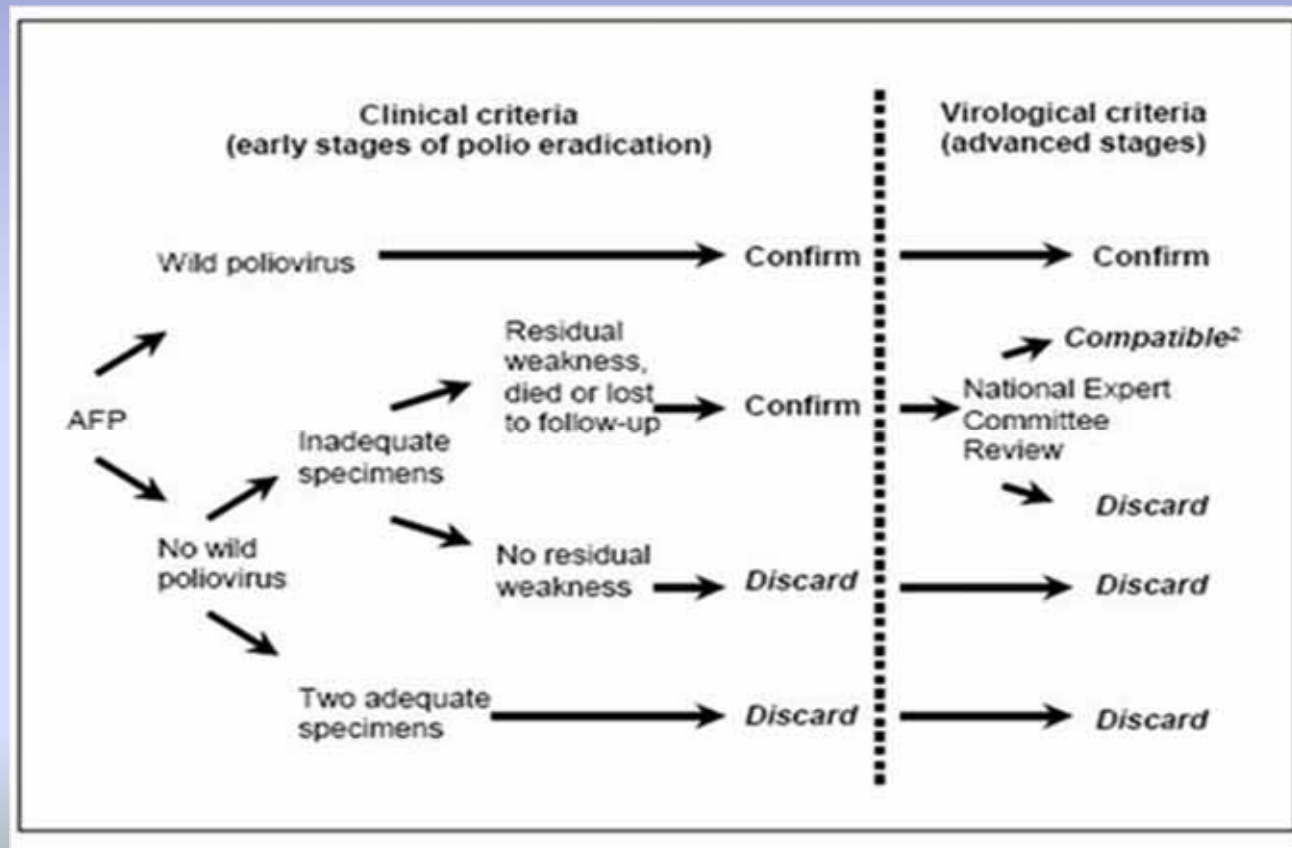 Clinical criteria
(early stages of polio eradication)
Virological criteria
(advanced stages)
Wild poliovirus
Confirm
Confirm
Residual
weakness,
died or lost
to follow-up
Confirm
Compatible²
National Expert
Committee
Review
Discard
AFP
Inadequate
specimens
No wild
poliovirus
No residual
weakness
Discard
Discard
Two adequate
specimens
Discard
Discard